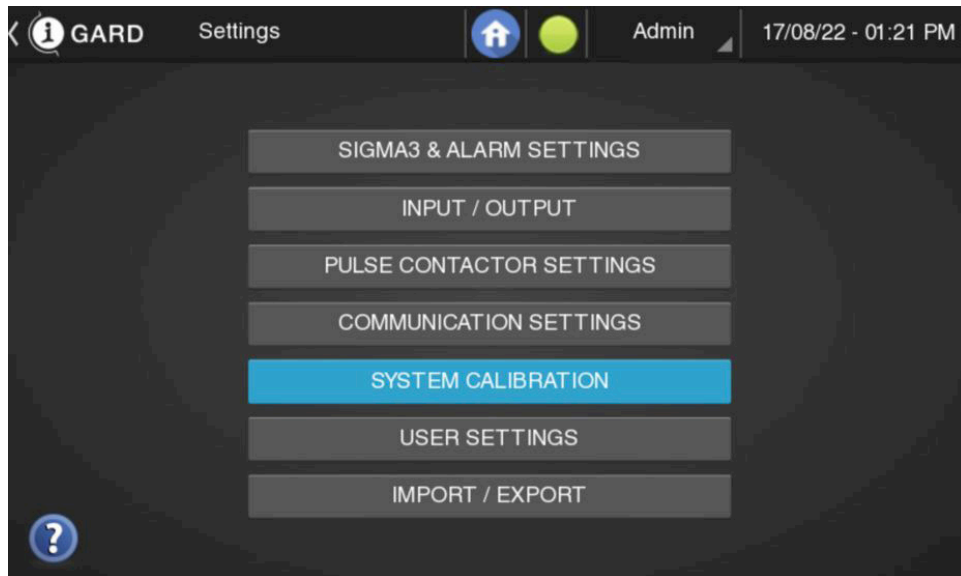 i GARD Settings Admin 17/08/22 - 01:21 PM
SIGMA3 & ALARM SETTINGS
INPUT / OUTPUT
PULSE CONTACTOR SETTINGS
COMMUNICATION SETTINGS
SYSTEM CALIBRATION
USER SETTINGS
IMPORT / EXPORT
?